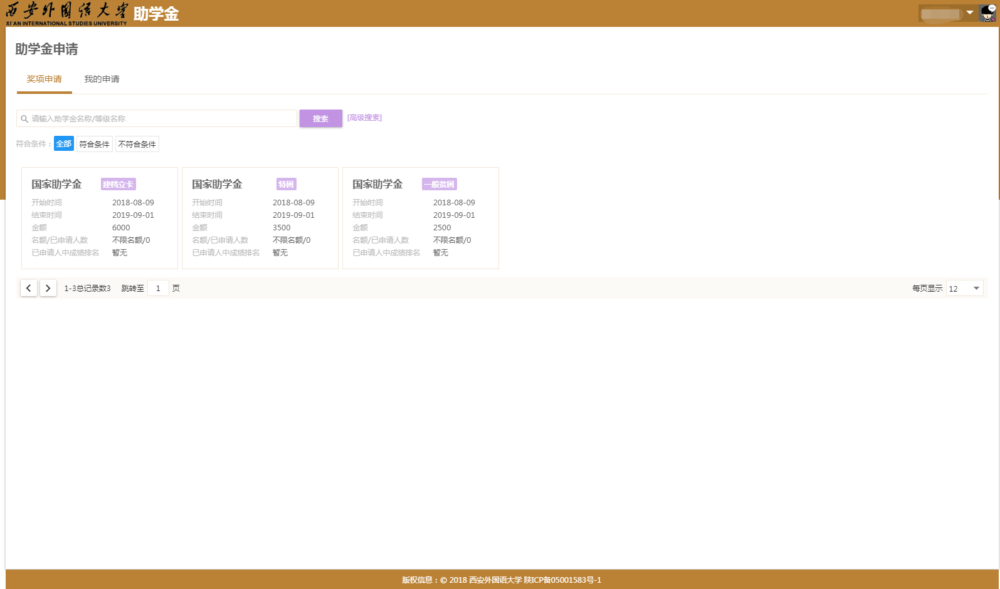 西安外国语大学
XI'AN INTERNATIONAL STUDIES UNIVERSITY
助学金
助学金申请
奖项申请 我的申请
请输入助学金名称/等级名称 搜索 [高级搜索]
符合条件： 全部 符合条件 不符合条件
国家助学金 建档立卡
开始时间 2018-08-09
结束时间 2019-09-01
金额 6000
名额/已申请人数 不限名额/0
已申请人中成绩排名 暂无
国家助学金 特困
开始时间 2018-08-09
结束时间 2019-09-01
金额 3500
名额/已申请人数 不限名额/0
已申请人中成绩排名 暂无
国家助学金 一般贫困
开始时间 2018-08-09
结束时间 2019-09-01
金额 2500
名额/已申请人数 不限名额/0
已申请人中成绩排名 暂无
1-3总记录数3 跳转至 1 页 每页显示 12
版权信息：© 2018 西安外国语大学 陕ICP备05001583号-1